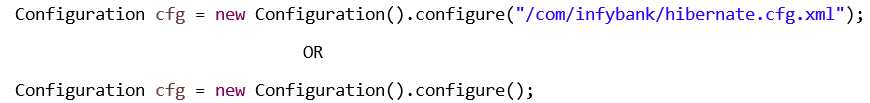 Configuration cfg = new Configuration().configure("/com/infybank/hibernate.cfg.xml");
OR
Configuration cfg = new Configuration().configure();